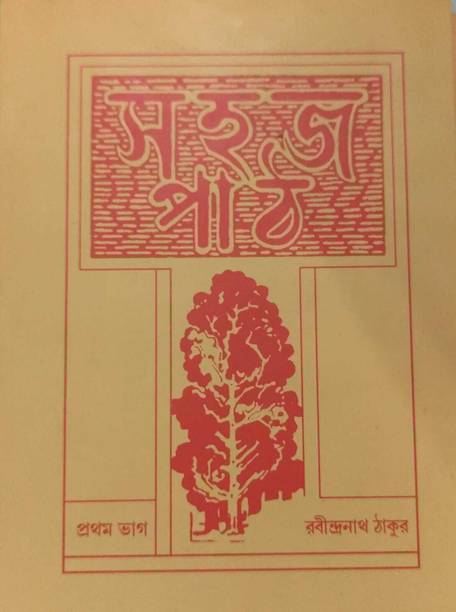 সহজ
পাঠ
প্রথম ভাগ
রবীন্দ্রনাথ ঠাকুর